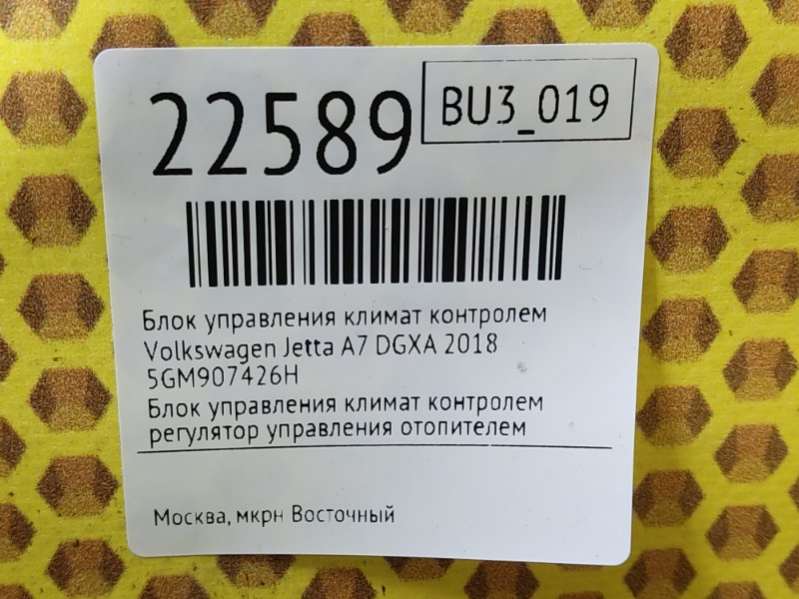 22589
BU3_019
Блок управления климат контролем
Volkswagen Jetta A7 DGXA 2018
5GM907426H
Блок управления климат контролем
регулятор управления отопителем
Москва, мкрн Восточный